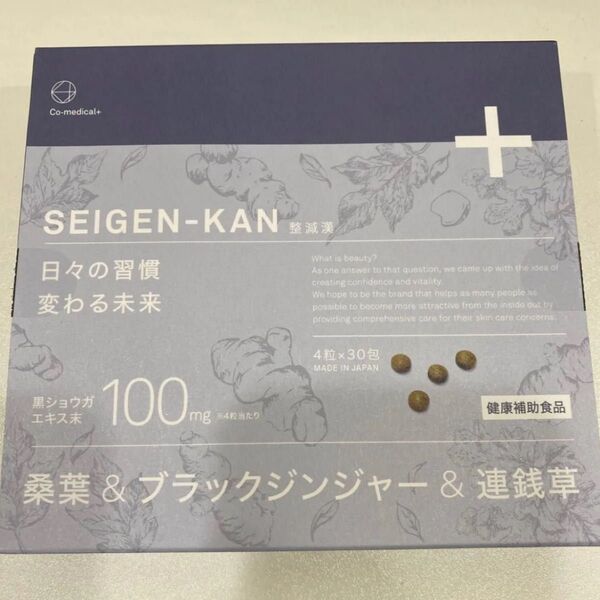 Co-medical+
SEIGEN-KAN 整減漢
日々の習慣
変わる未来
What is beauty?
As one answer to that question, we came up with the idea of
creating confidence and vitality.
We hope to be the brand that helps as many people as
possible to become more attractive from the inside out by
providing comprehensive care for their skin care concerns.
4粒×30包
MADE IN JAPAN
黒ショウガ
エキス末
100mg ※4粒当たり
健康補助食品
桑葉 & ブラックジンジャー & 連銭草